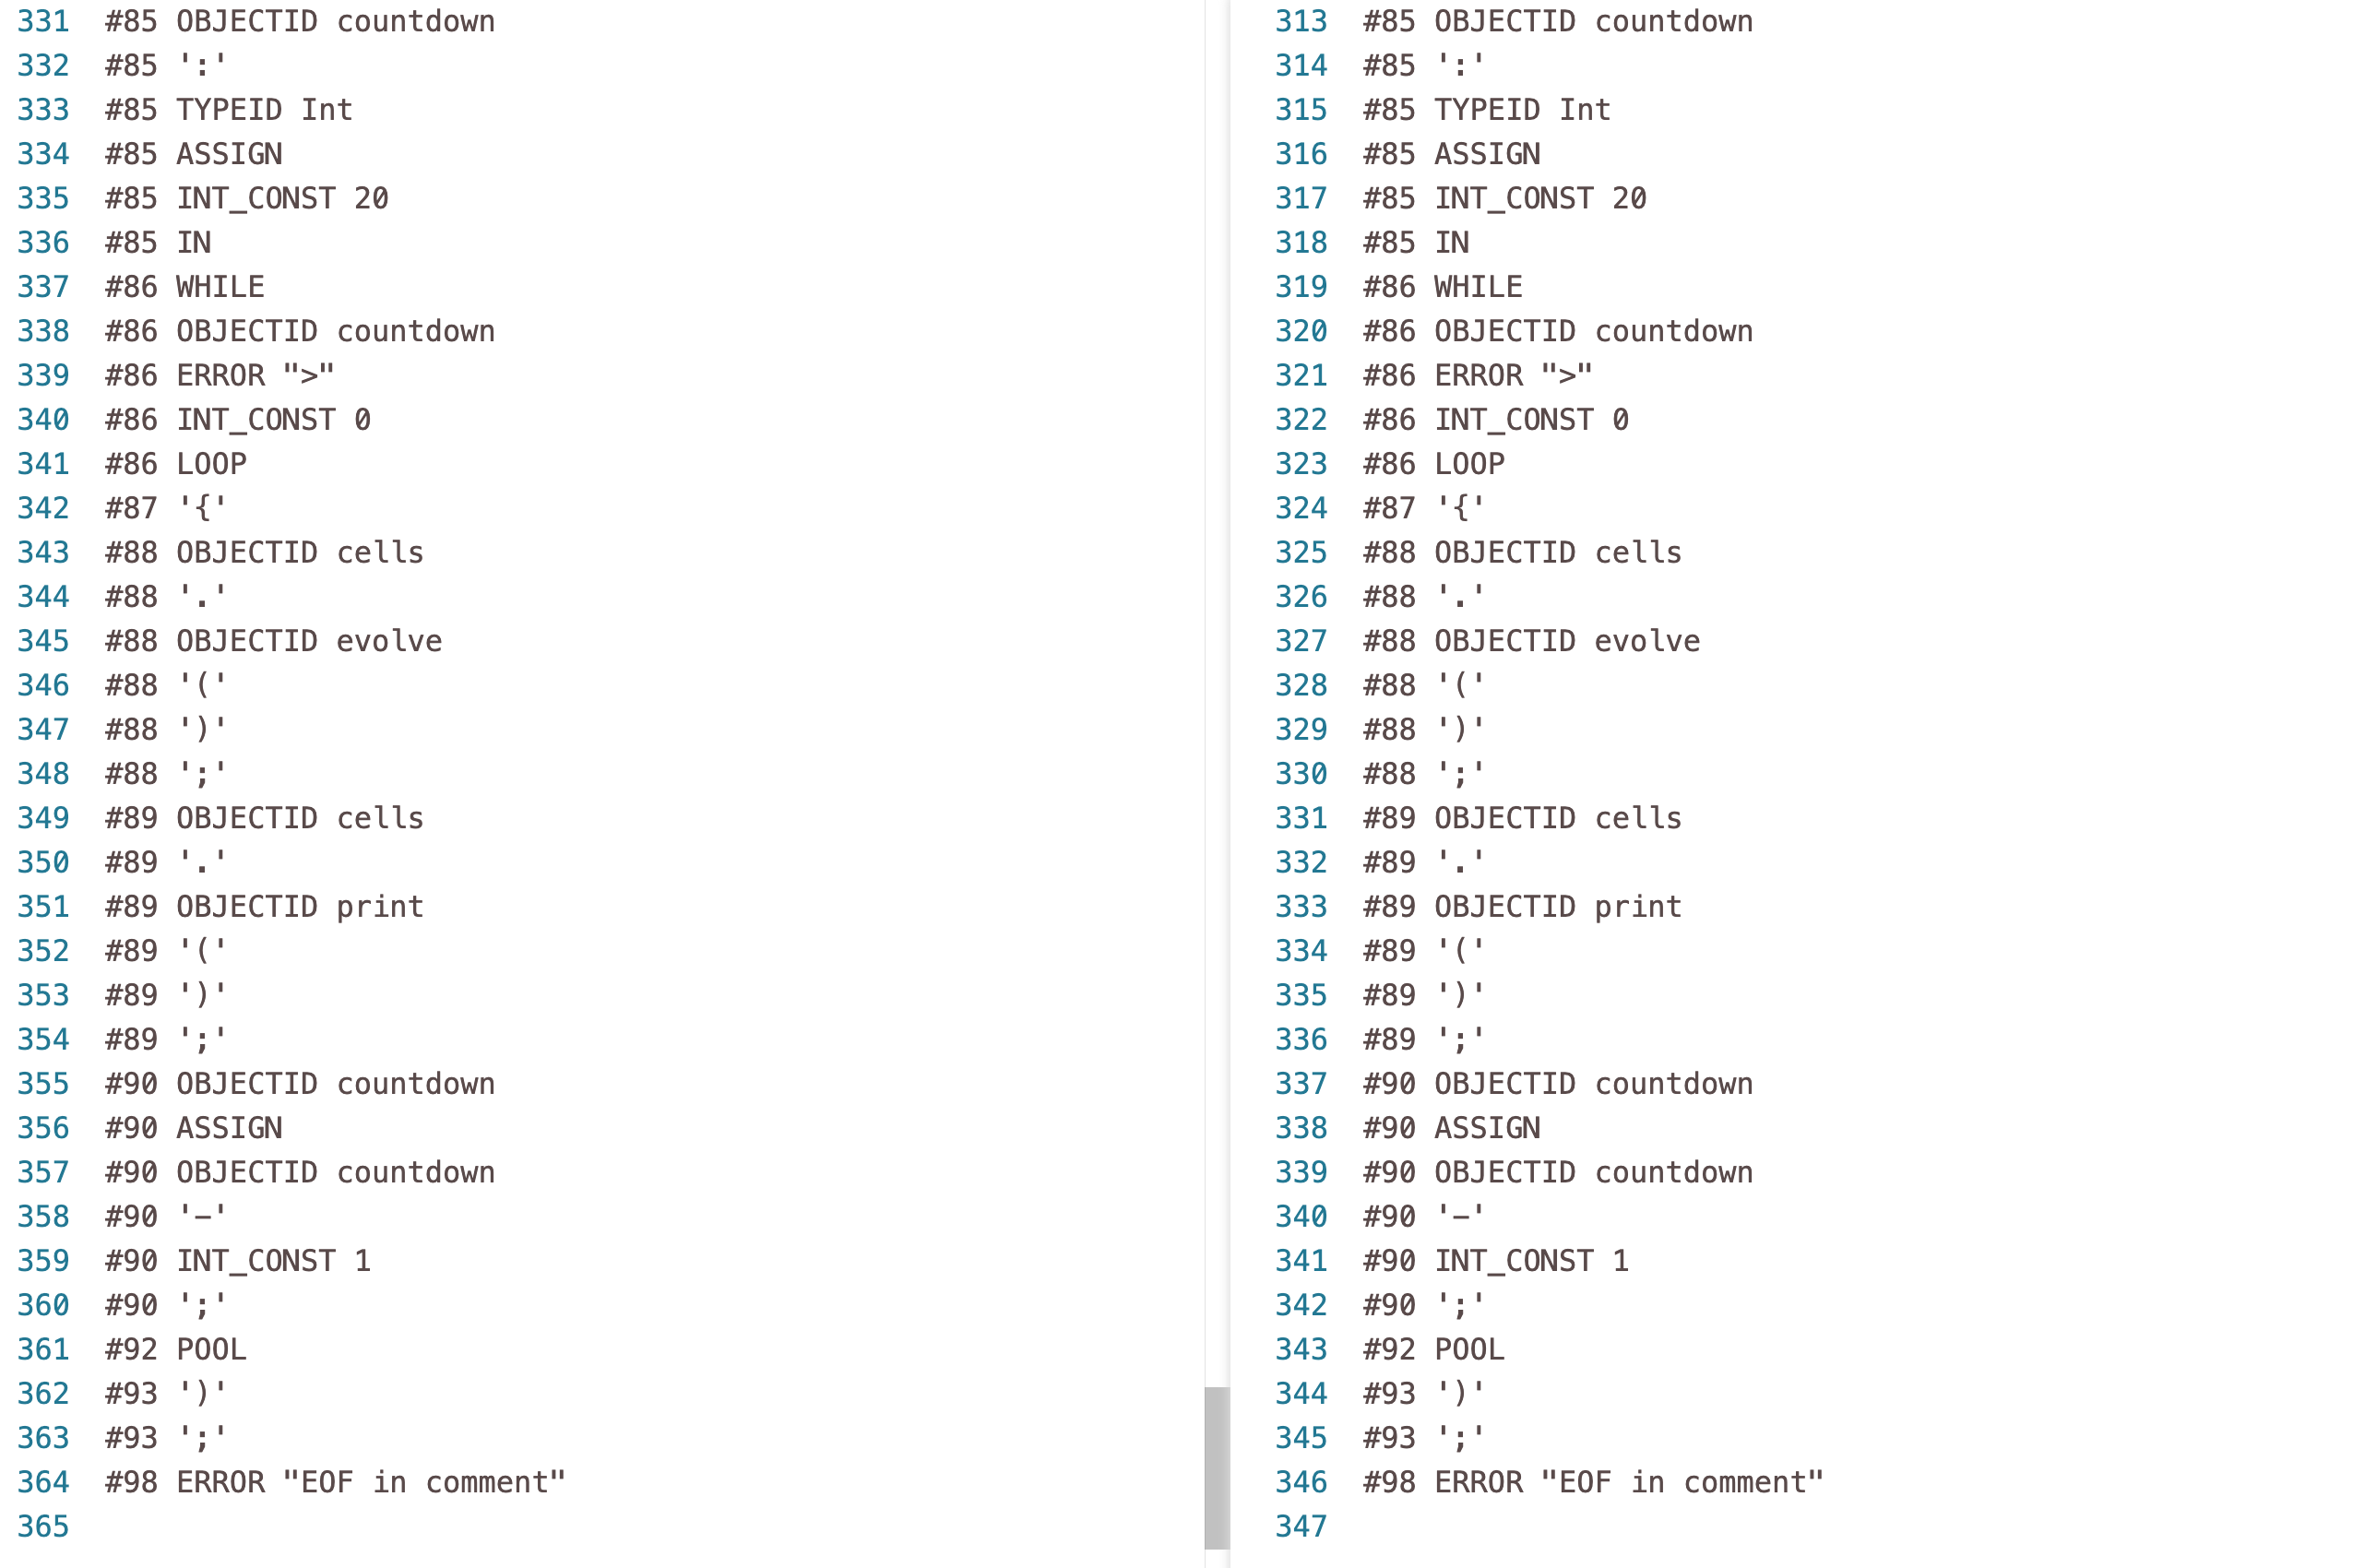 331 #85 OBJECTID countdown
332 #85 ':'
333 #85 TYPEID Int
334 #85 ASSIGN
335 #85 INT_CONST 20
336 #85 IN
337 #86 WHILE
338 #86 OBJECTID countdown
339 #86 ERROR ">"
340 #86 INT_CONST 0
341 #86 LOOP
342 #87 '{'
343 #88 OBJECTID cells
344 #88 '.'
345 #88 OBJECTID evolve
346 #88 '('
347 #88 ')'
348 #88 ';'
349 #89 OBJECTID cells
350 #89 '.'
351 #89 OBJECTID print
352 #89 '('
353 #89 ')'
354 #89 ';'
355 #90 OBJECTID countdown
356 #90 ASSIGN
357 #90 OBJECTID countdown
358 #90 '-'
359 #90 INT_CONST 1
360 #90 ';'
361 #92 POOL
362 #93 ')'
363 #93 ';'
364 #98 ERROR "EOF in comment"
365
313 #85 OBJECTID countdown
314 #85 ':'
315 #85 TYPEID Int
316 #85 ASSIGN
317 #85 INT_CONST 20
318 #85 IN
319 #86 WHILE
320 #86 OBJECTID countdown
321 #86 ERROR ">"
322 #86 INT_CONST 0
323 #86 LOOP
324 #87 '{'
325 #88 OBJECTID cells
326 #88 '.'
327 #88 OBJECTID evolve
328 #88 '('
329 #88 ')'
330 #88 ';'
331 #89 OBJECTID cells
332 #89 '.'
333 #89 OBJECTID print
334 #89 '('
335 #89 ')'
336 #89 ';'
337 #90 OBJECTID countdown
338 #90 ASSIGN
339 #90 OBJECTID countdown
340 #90 '-'
341 #90 INT_CONST 1
342 #90 ';'
343 #92 POOL
344 #93 ')'
345 #93 ';'
346 #98 ERROR "EOF in comment"
347